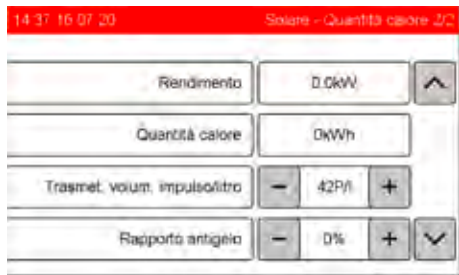 14:37 16.07.20 Solare - Quantità calore 2/2
Rendimento 0.0kW
Quantità calore 0kWh
Trasmet. volum. impulso/litro − 42P/l +
Rapporto antigelo − 0% +